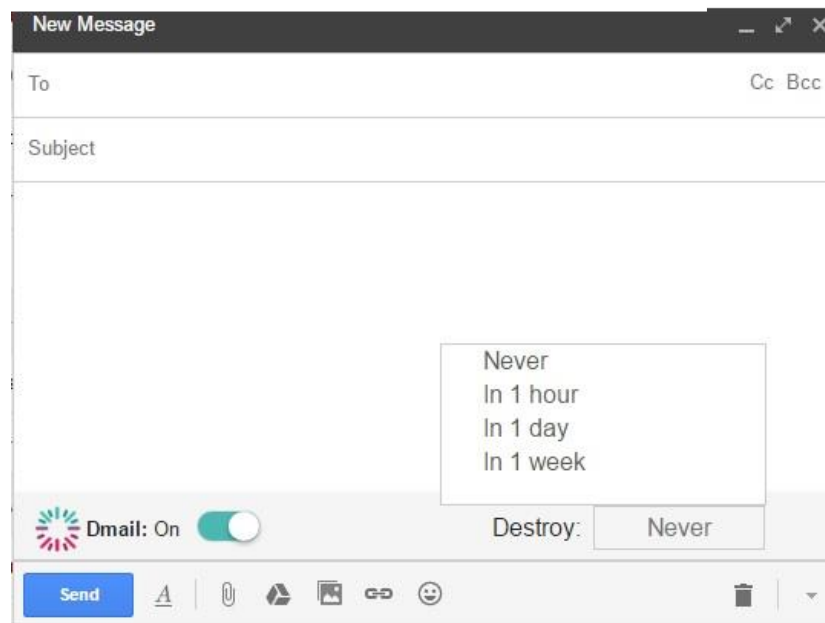 New Message
To Cc Bcc
Subject
Never
In 1 hour
In 1 day
In 1 week
Dmail: On Destroy: Never
Send A